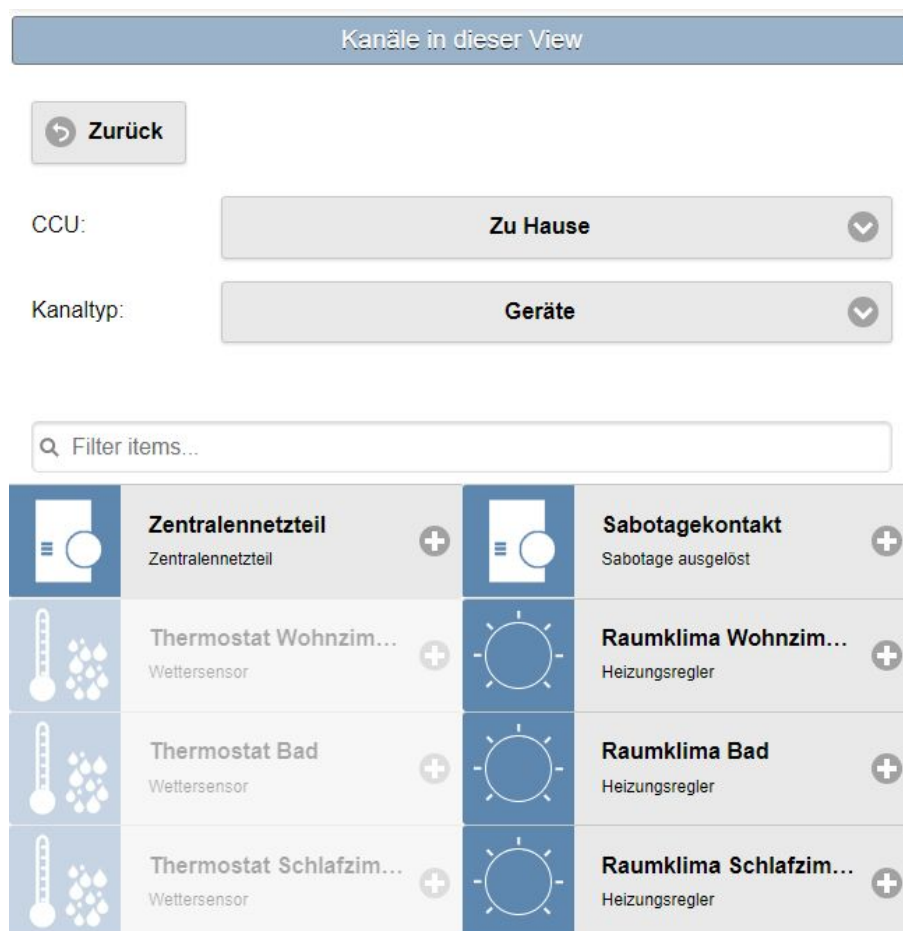 Kanäle in dieser View
Zurück
CCU:
Zu Hause
Kanaltyp:
Geräte
Filter items...
Zentralennetzteil
Zentralennetzteil
Sabotagekontakt
Sabotage ausgelöst
Thermostat Wohnzim...
Wettersensor
Raumklima Wohnzim...
Heizungsregler
Thermostat Bad
Wettersensor
Raumklima Bad
Heizungsregler
Thermostat Schlafzim...
Wettersensor
Raumklima Schlafzim...
Heizungsregler